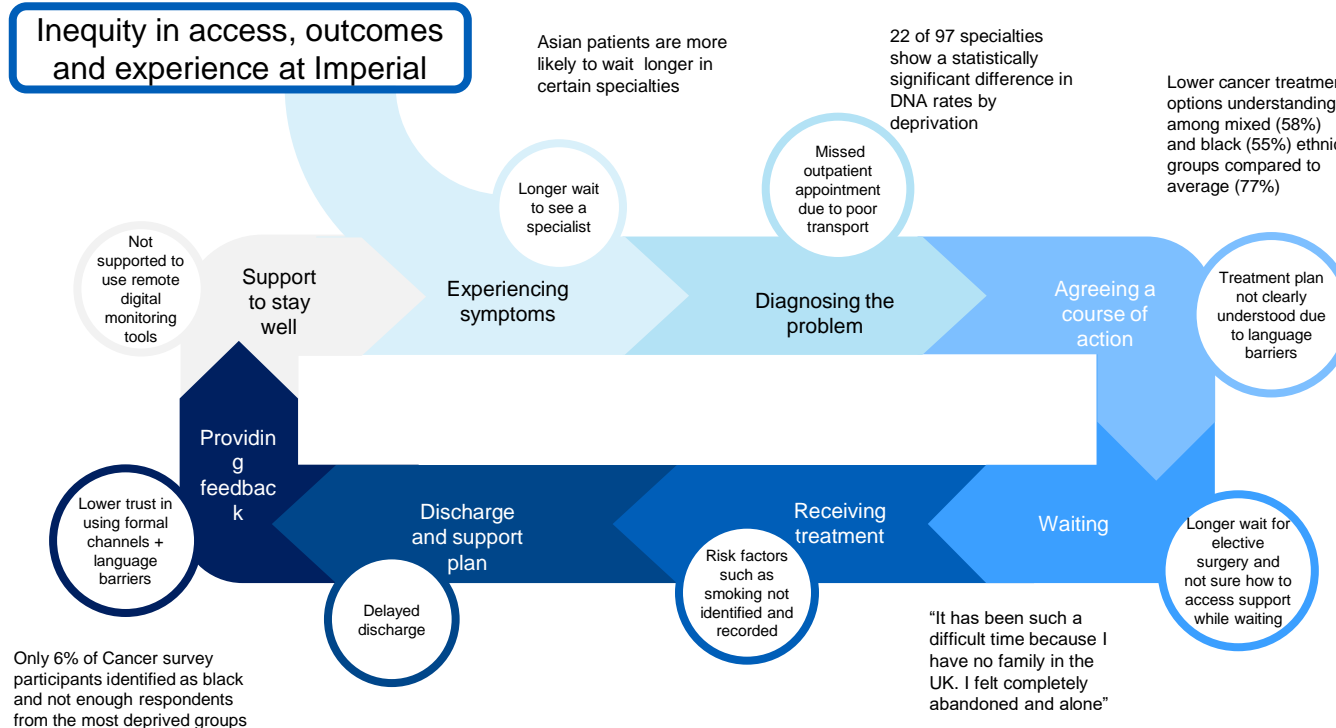 Inequity in access, outcomes
and experience at Imperial
Asian patients are more
likely to wait longer in
certain specialties
22 of 97 specialties
show a statistically
significant difference in
DNA rates by
deprivation
Lower cancer treatmen
options understanding
among mixed (58%)
and black (55%) ethnic
groups compared to
average (77%)
Longer wait
to see a
specialist
Missed
outpatient
appointment
due to poor
transport
Not
supported to
use remote
digital
monitoring
tools
Support
to stay
well
Experiencing
symptoms
Diagnosing the
problem
Agreeing a
course of
action
Treatment plan
not clearly
understood due
to language
barriers
Providin
g
feedbac
k
Lower trust in
using formal
channels +
language
barriers
Discharge
and support
plan
Receiving
treatment
Waiting
Longer wait for
elective
surgery and
not sure how to
access support
while waiting
Delayed
discharge
Risk factors
such as
smoking not
identified and
recorded
"It has been such a
difficult time because I
have no family in the
UK. I felt completely
abandoned and alone”
Only 6% of Cancer survey
participants identified as black
and not enough respondents
from the most deprived groups